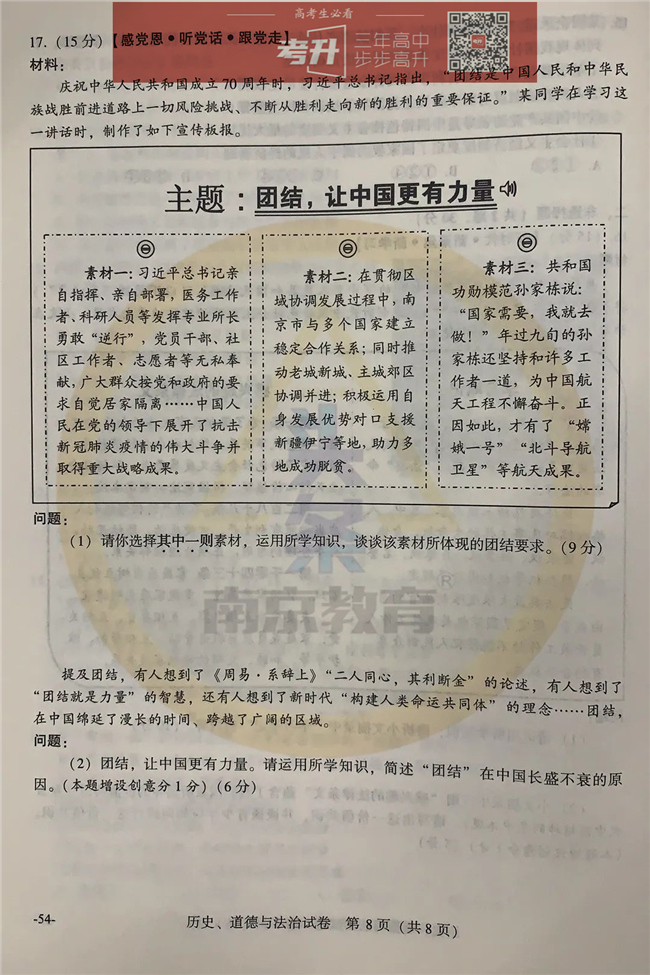 高考生必看
考升
三年高中
步步高升
17.(15分)【感党恩·听党话·跟党走】
材料:
庆祝中华人民共和国成立70周年时，习近平总书记指出，“团结是中国人民和中华民
族战胜前进道路上一切风险挑战、不断从胜利走向新的胜利的重要保证。”某同学在学习这
一讲话时，制作了如下宣传板报。
主题：团结，让中国更有力量
素材一：习近平总书记亲
自指挥、亲自部署，医务工作
者、科研人员等发挥专业所长
勇敢“逆行”，党员干部、社
区工作者、志愿者等无私奉
献，广大群众按党和政府的要
求自觉居家隔离……中国人
民在党的领导下展开了抗击
新冠肺炎疫情的伟大斗争并
取得重大战略成果。
素材二：在贯彻区
域协调发展过程中，南
京市与多个国家建立
稳定合作关系；同时推
动老城新城、主城郊区
协调并进；积极运用自
身发展优势对口支援
新疆伊宁等地，助力多
地成功脱贫。
素材三：共和国
功勋模范孙家栋说：
“国家需要，我就去
做！”年过九旬的孙
家栋还坚持和许多工
作者一道，为中国航
天工程不懈奋斗。正
因如此，才有了“嫦
娥一号”“北斗导航
卫星”等航天成果。
问题:
(1) 请你选择其中一则素材，运用所学知识，谈谈该素材所体现的团结要求。(9分)
南京教育
®
提及团结，有人想到了《周易·系辞上》“二人同心，其利断金”的论述，有人想到了
“团结就是力量”的智慧，还有人想到了新时代“构建人类命运共同体”的理念……团结，
在中国绵延了漫长的时间、跨越了广阔的区域。
问题:
(2) 团结，让中国更有力量。请运用所学知识，简述“团结”在中国长盛不衰的原
因。(本题增设创意分1分)(6分)
-54-
历史、道德与法治试卷 第8页(共8页)